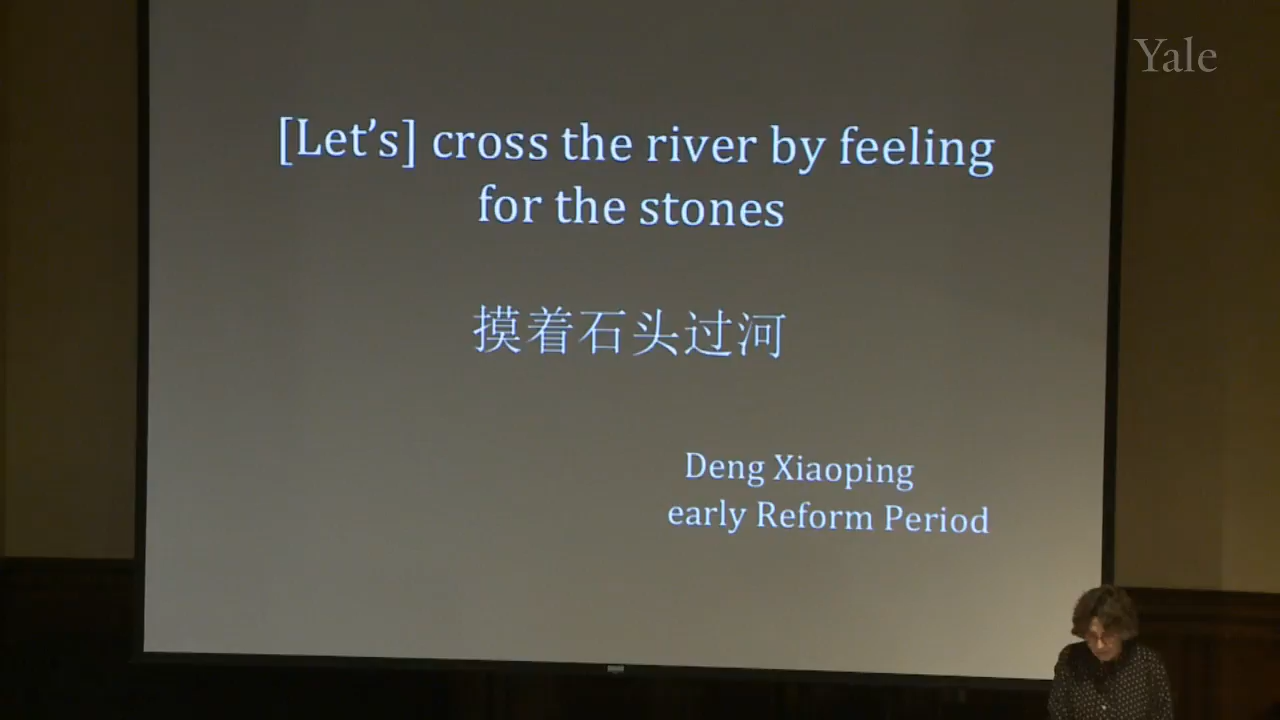 Yale
[Let’s] cross the river by feeling
for the stones
摸着石头过河
Deng Xiaoping
early Reform Period